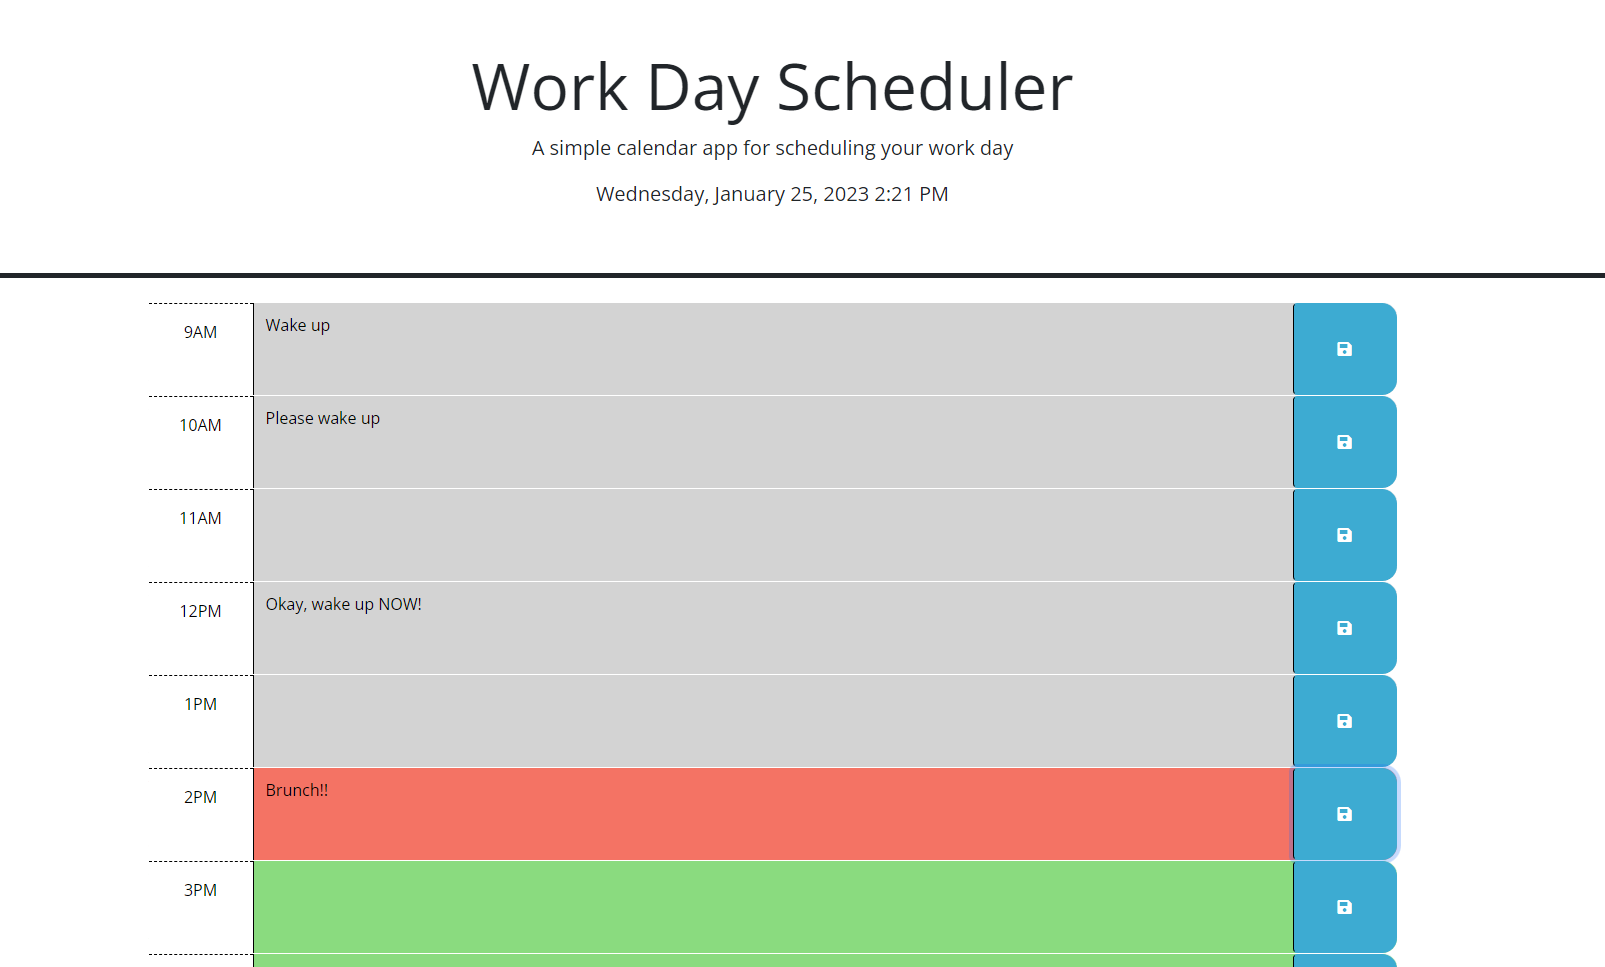 Work Day Scheduler
A simple calendar app for scheduling your work day
Wednesday, January 25, 2023 2:21 PM
9AM
Wake up
10AM
Please wake up
11AM
12PM
Okay, wake up NOW!
1PM
2PM
Brunch!!
3PM